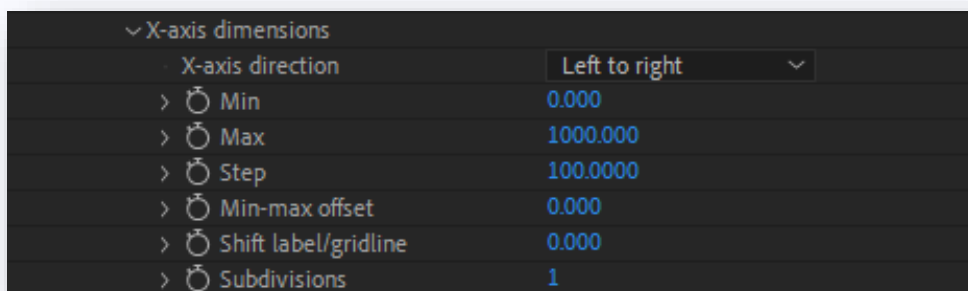 X-axis dimensions
X-axis direction Left to right
Min 0.000
Max 1000.000
Step 100.0000
Min-max offset 0.000
Shift label/gridline 0.000
Subdivisions 1